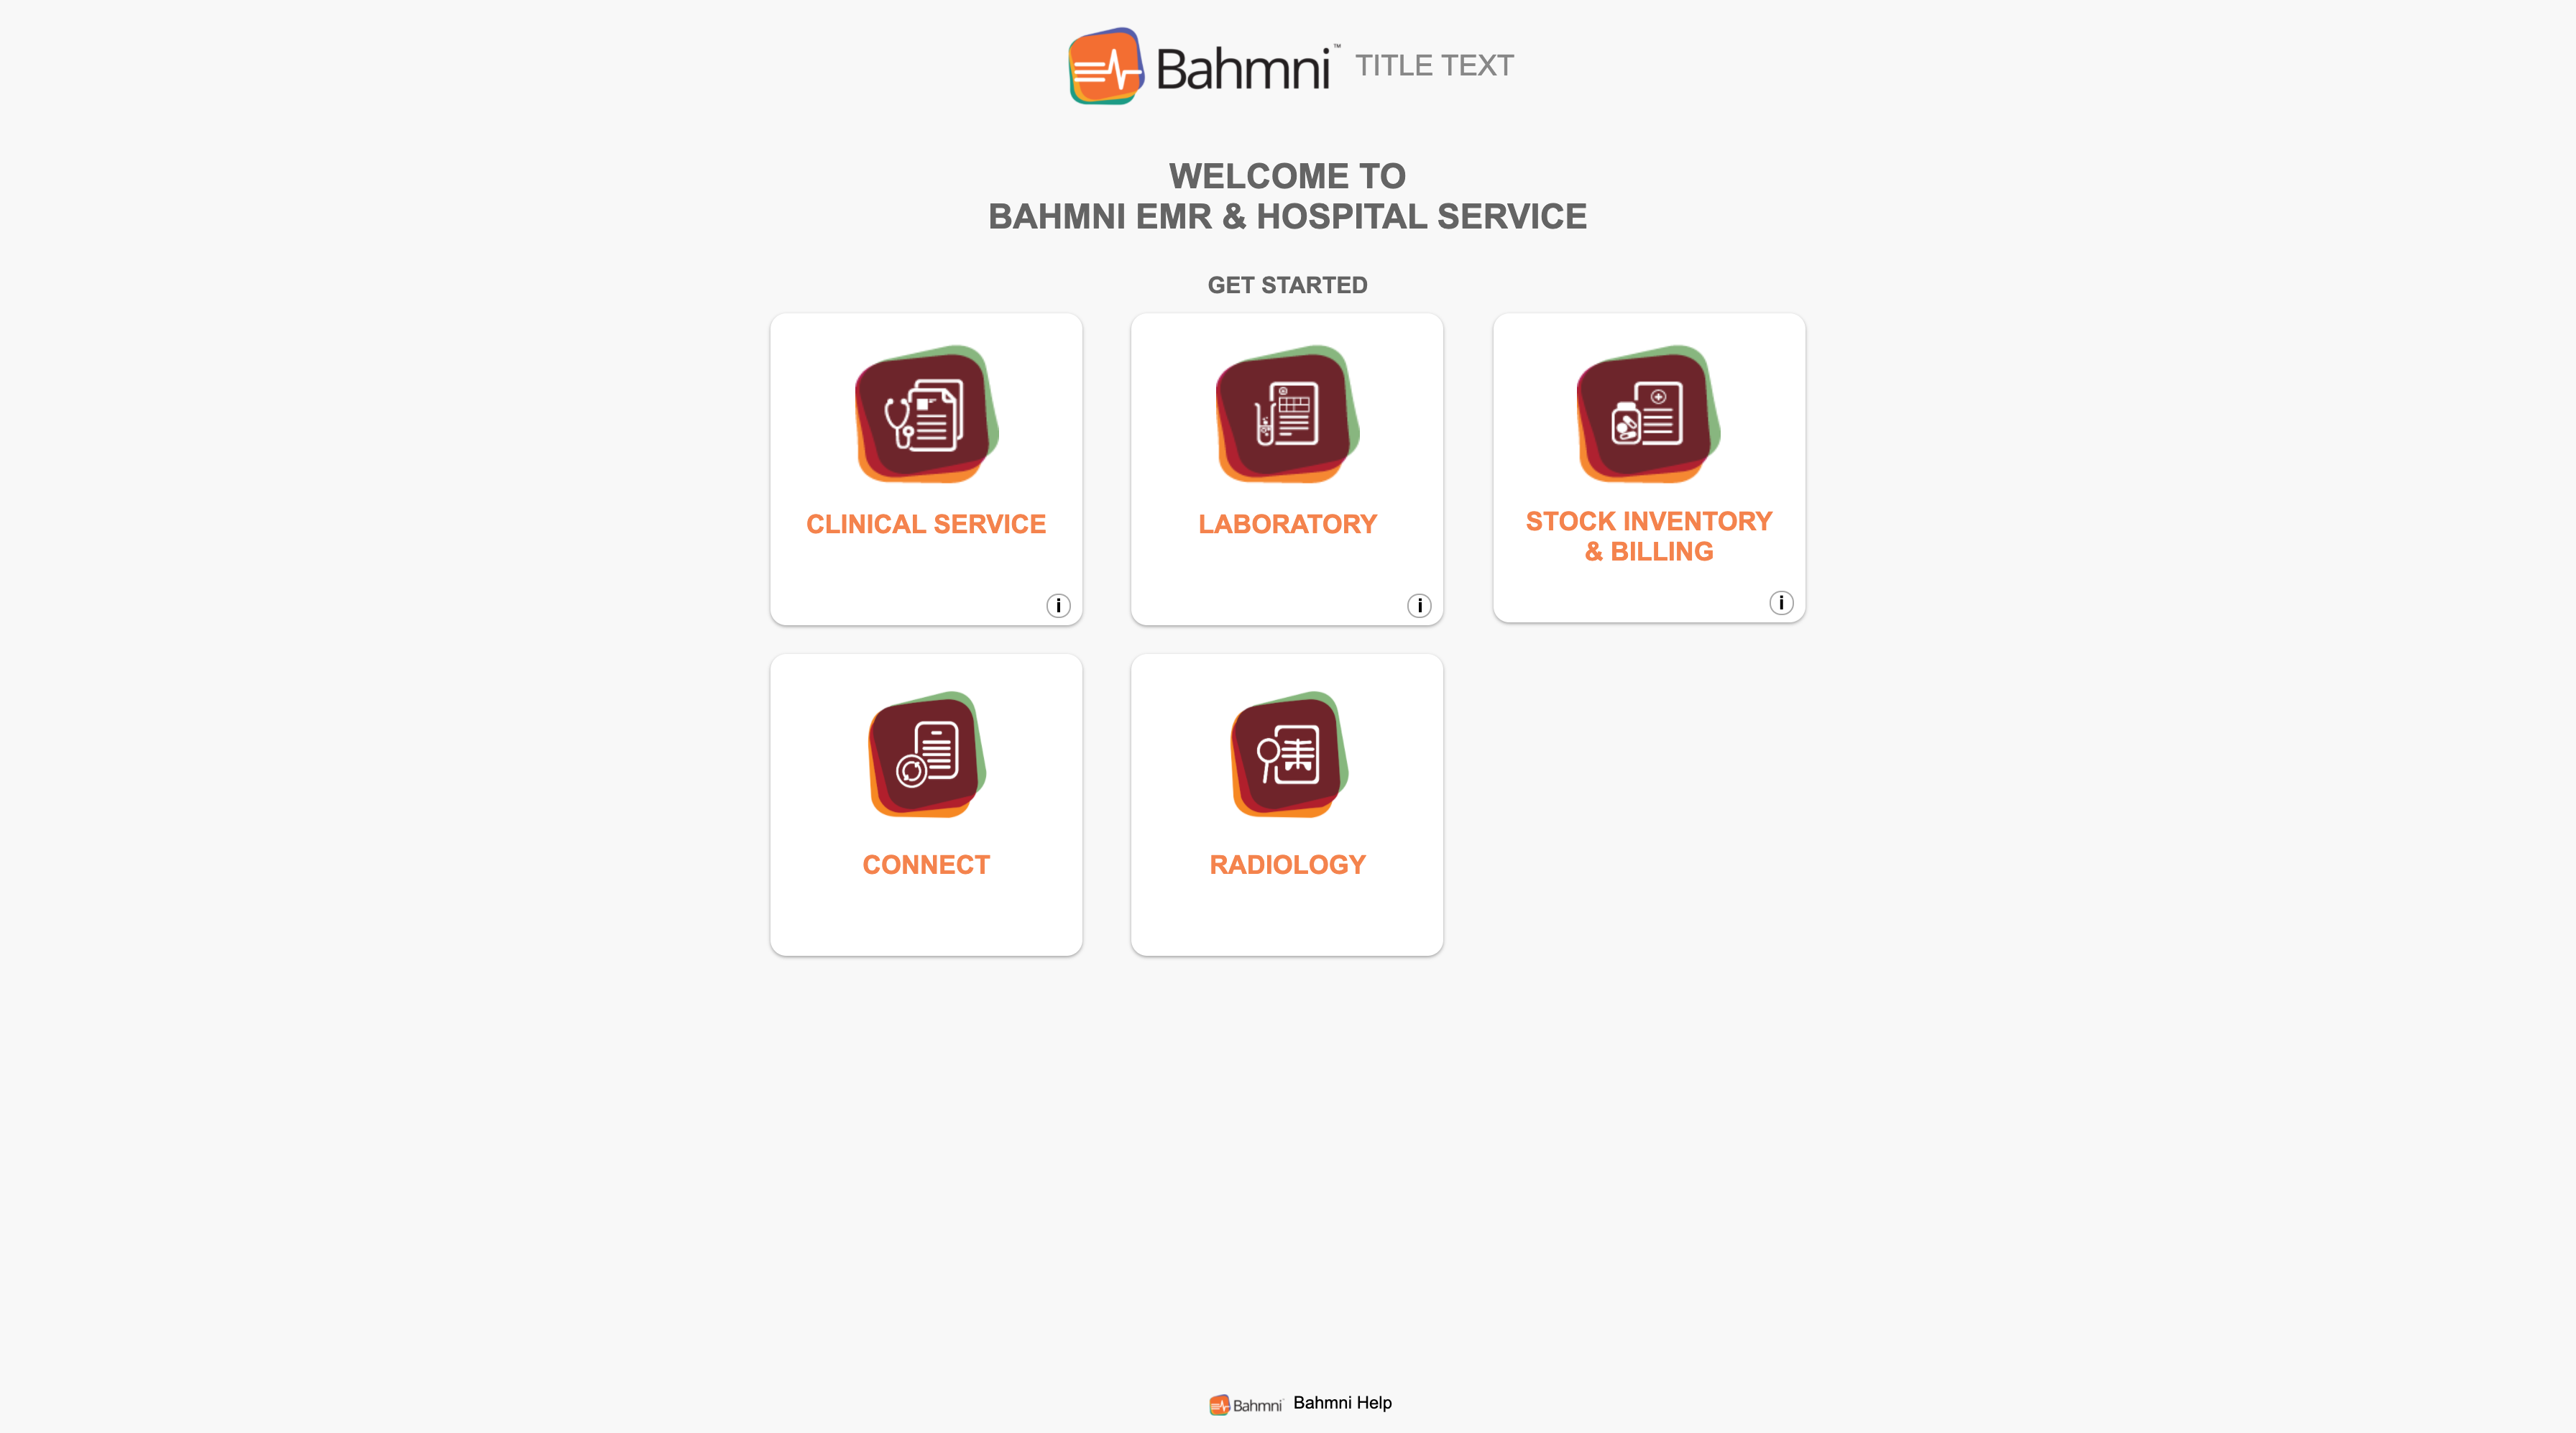 Bahmni™ TITLE TEXT
WELCOME TO
BAHMNI EMR & HOSPITAL SERVICE
GET STARTED
CLINICAL SERVICE
i
LABORATORY
i
STOCK INVENTORY
& BILLING
i
CONNECT
RADIOLOGY
Bahmni Bahmni Help